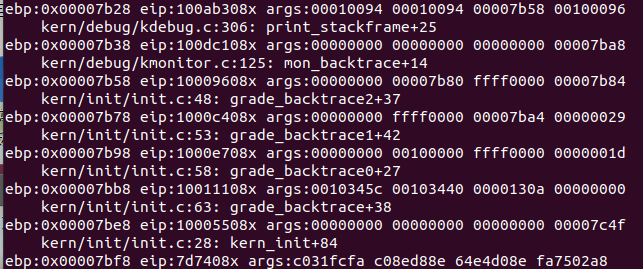 ebp:0x00007b28 eip:100ab308x args:00010094 00010094 00007b58 00100096
kern/debug/kdebug.c:306: print_stackframe+25
ebp:0x00007b38 eip:100dc108x args:00000000 00000000 00000000 00007ba8
kern/debug/kmonitor.c:125: mon_backtrace+14
ebp:0x00007b58 eip:10009608x args:00000000 00007b80 ffff0000 00007b84
kern/init/init.c:48: grade_backtrace2+37
ebp:0x00007b78 eip:1000c408x args:00000000 ffff0000 00007ba4 00000029
kern/init/init.c:53: grade_backtrace1+42
ebp:0x00007b98 eip:1000e708x args:00000000 00100000 ffff0000 0000001d
kern/init/init.c:58: grade_backtrace0+27
ebp:0x00007bb8 eip:10011108x args:0010345c 00103440 0000130a 00000000
kern/init/init.c:63: grade_backtrace+38
ebp:0x00007be8 eip:10005508x args:00000000 00000000 00000000 00007c4f
kern/init/init.c:28: kern_init+84
ebp:0x00007bf8 eip:7d7408x args:c031fcfa c08ed88e 64e4d08e fa7502a8